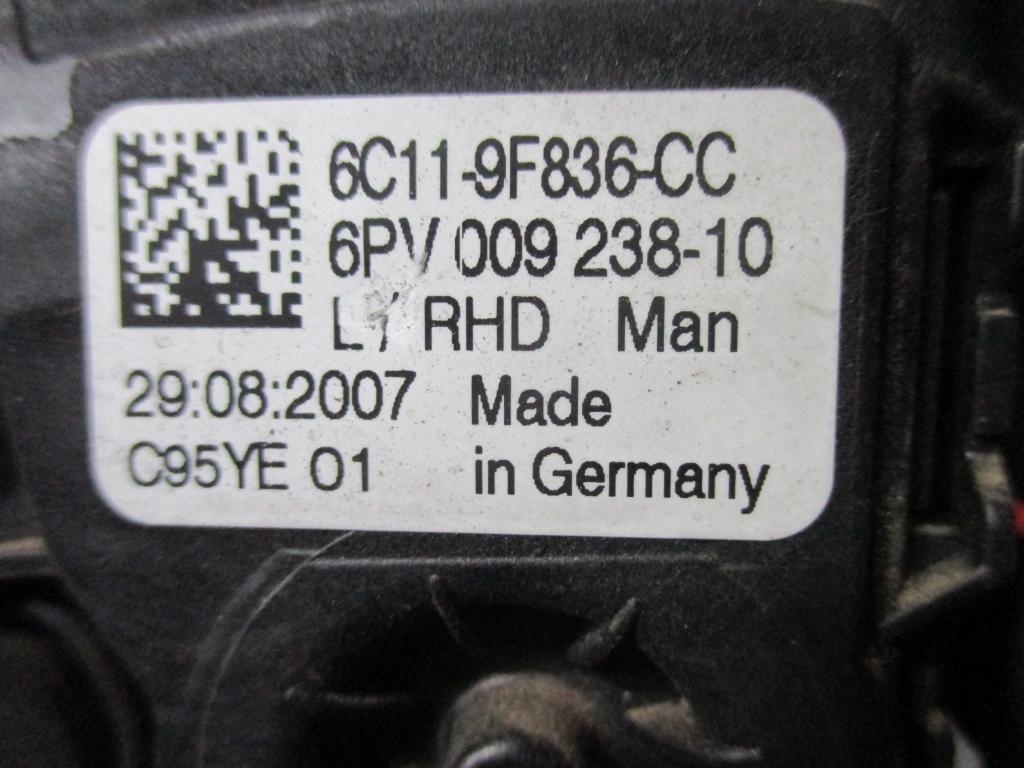 6C11-9F836-CC
6PV 009 238-10
RHD Man
29:08:2007 Made
C95YE 01 in Germany